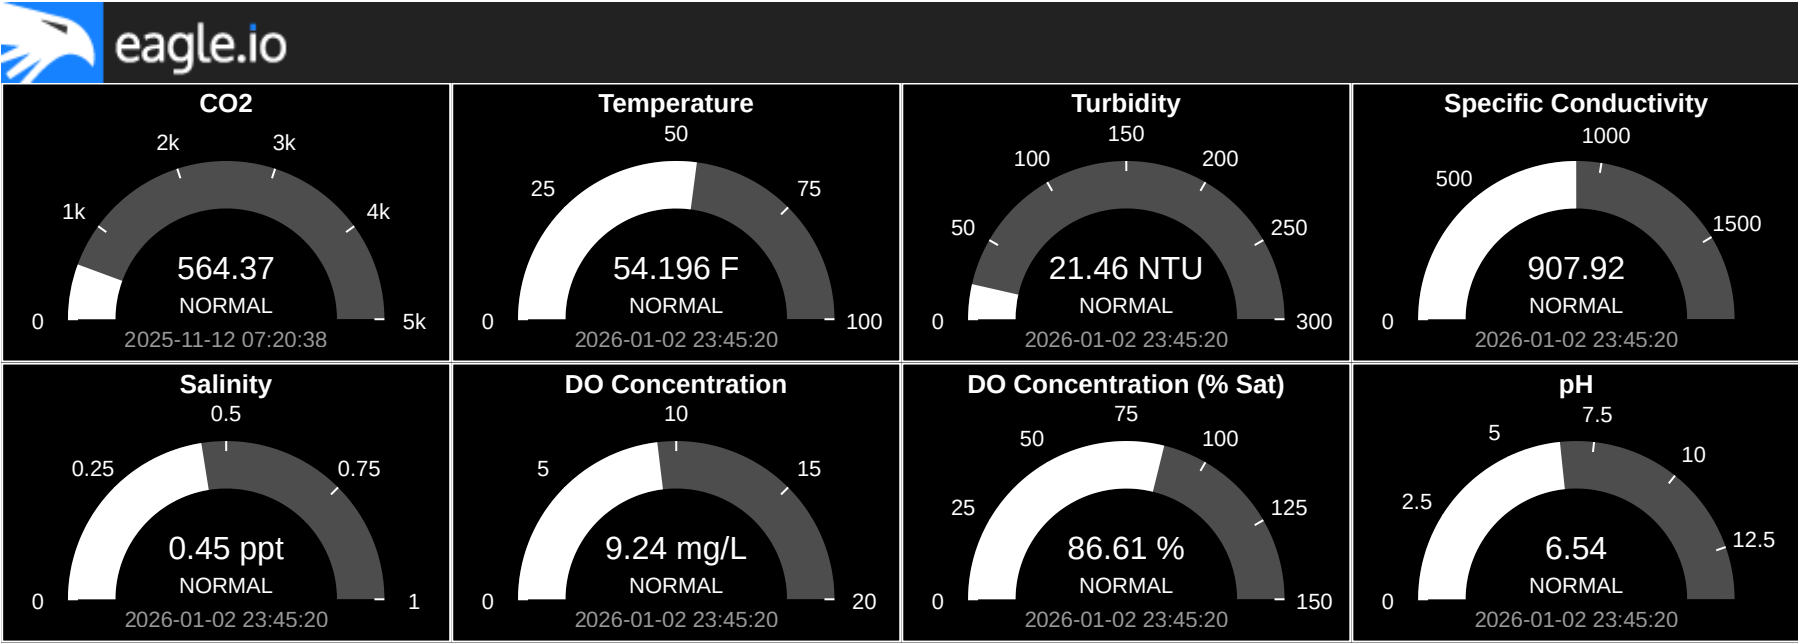 eagle.io
CO2
2k 3k
1k 4k
564.37
NORMAL
0 5k
2025-11-12 07:20:38
Temperature
50
25 75
54.196 F
NORMAL
0 100
2026-01-02 23:45:20
Turbidity
150
100 200
50 250
21.46 NTU
NORMAL
0 300
2026-01-02 23:45:20
Specific Conductivity
1000
500
1500
907.92
NORMAL
0
2026-01-02 23:45:20
Salinity
0.5
0.25 0.75
0.45 ppt
NORMAL
0 1
2026-01-02 23:45:20
DO Concentration
10
5 15
9.24 mg/L
NORMAL
0 20
2026-01-02 23:45:20
DO Concentration (% Sat)
75
50 100
25 125
86.61 %
NORMAL
0 150
2026-01-02 23:45:20
pH
7.5
5
10
2.5
12.5
6.54
NORMAL
0
2026-01-02 23:45:20